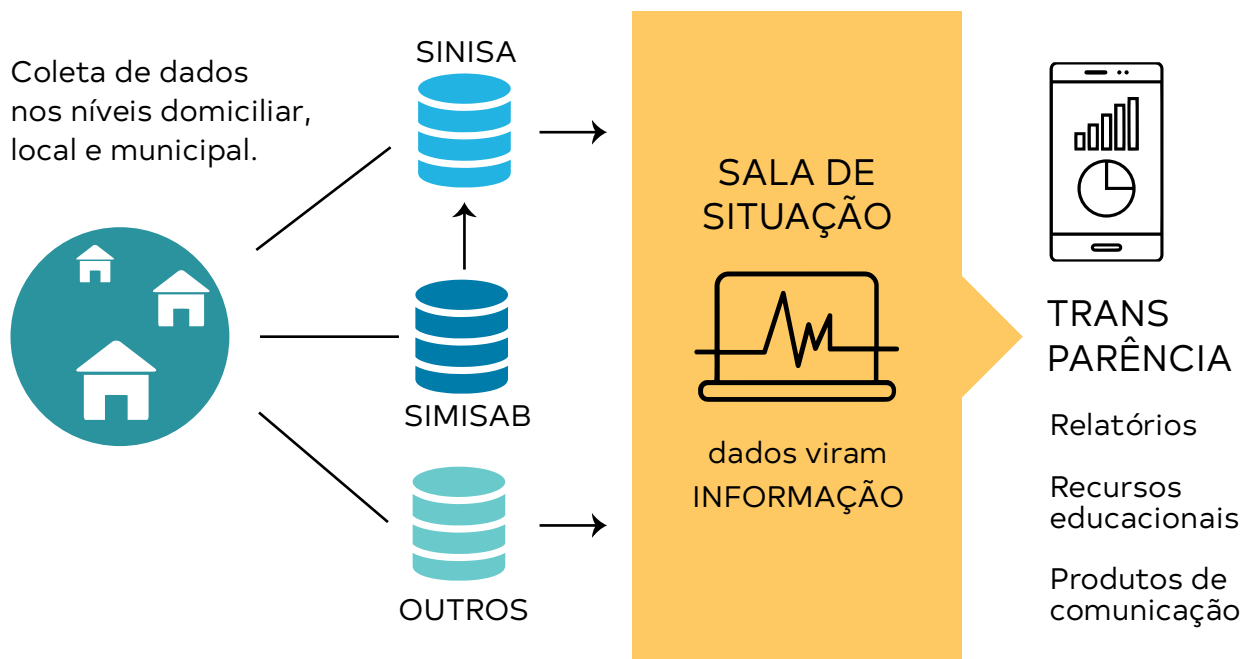 Coleta de dados
nos níveis domiciliar,
local e municipal.
SINISA
SIMISAB
OUTROS
SALA DE
SITUAÇÃO
dados viram
INFORMAÇÃO
TRANS
PARÊNCIA
Relatórios
Recursos
educacionais
Produtos de
comunicação